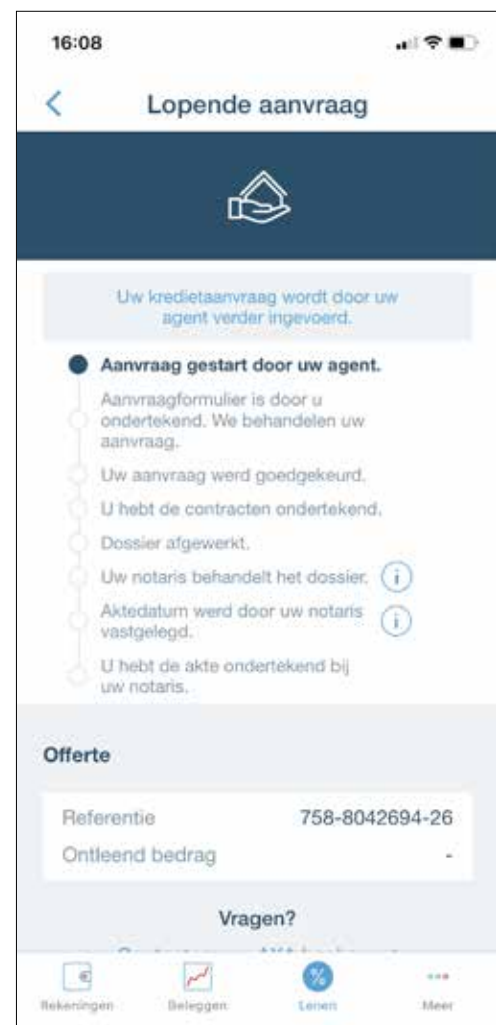 16:08
Lopende aanvraag
Uw kredietaanvraag wordt door uw
agent verder ingevoerd.
Aanvraag gestart door uw agent.
Aanvraagformulier is door u
ondertekend. We behandelen uw
aanvraag.
Uw aanvraag werd goedgekeurd.
U hebt de contracten ondertekend.
Dossier afgewerkt.
Uw notaris behandelt het dossier. i
Aktedatum werd door uw notaris
vastgelegd. i
U hebt de akte ondertekend bij
uw notaris.
Offerte
Referentie 758-8042694-26
Ontleend bedrag -
Vragen?
Rekeningen Beleggen Lenen Meer